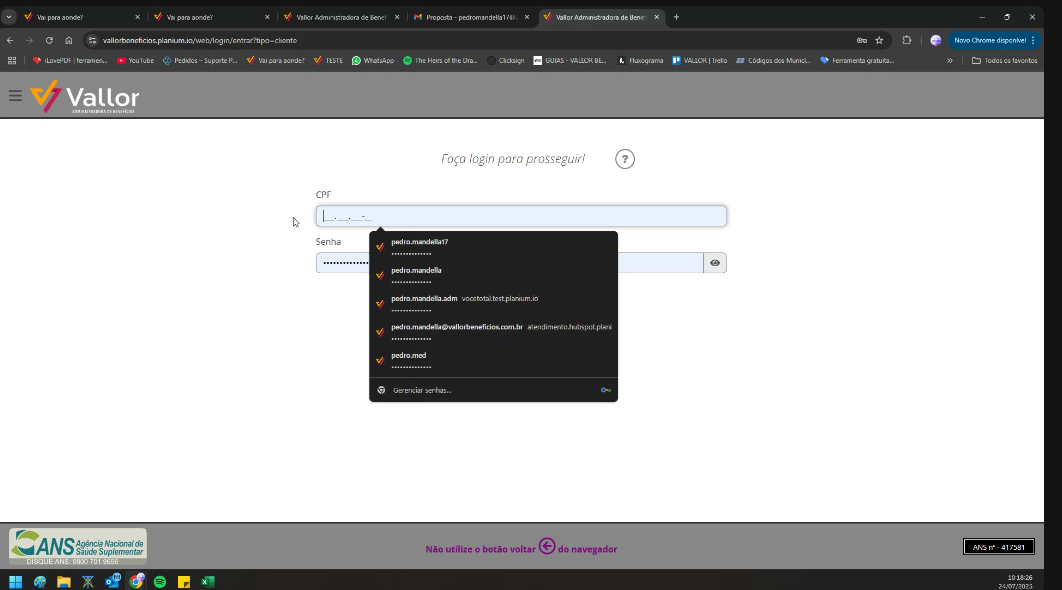 Vai para aonde?
Vai para aonde?
Vallor Administradora de Benefí
Proposta - pedromandella17@
Vallor Administradora de Benefí
vallorbeneficios.planium.io/web/login/entrar?tipo=cliente
Novo Chrome disponível
iLovePDF | ferramen...
YouTube
Pedidos – Suporte P...
Vai para aonde?
TESTE
WhatsApp
The Heirs of the Dra...
Clicksign
GUIAS - VALLOR BE...
Fluxograma
VALLOR | Trello
Códigos dos Municí...
Ferramenta gratuita...
»
Todos os favoritos
Vallor
ADMINISTRADORA DE BENEFÍCIOS
Faça login para prosseguir!
?
CPF
___.___.___-__
Senha
pedro.mandella17
pedro.mandella
pedro.mandella.adm vocetotal.test.planium.io
pedro.mandella@vallorbeneficios.com.br atendimento.hubspot.plani
pedro.med
Gerenciar senhas...
ANS Agência Nacional de
Saúde Suplementar
DISQUE ANS: 0800 701 9656
Não utilize o botão voltar do navegador
ANS nº - 417581
10:18:26
24/07/2025